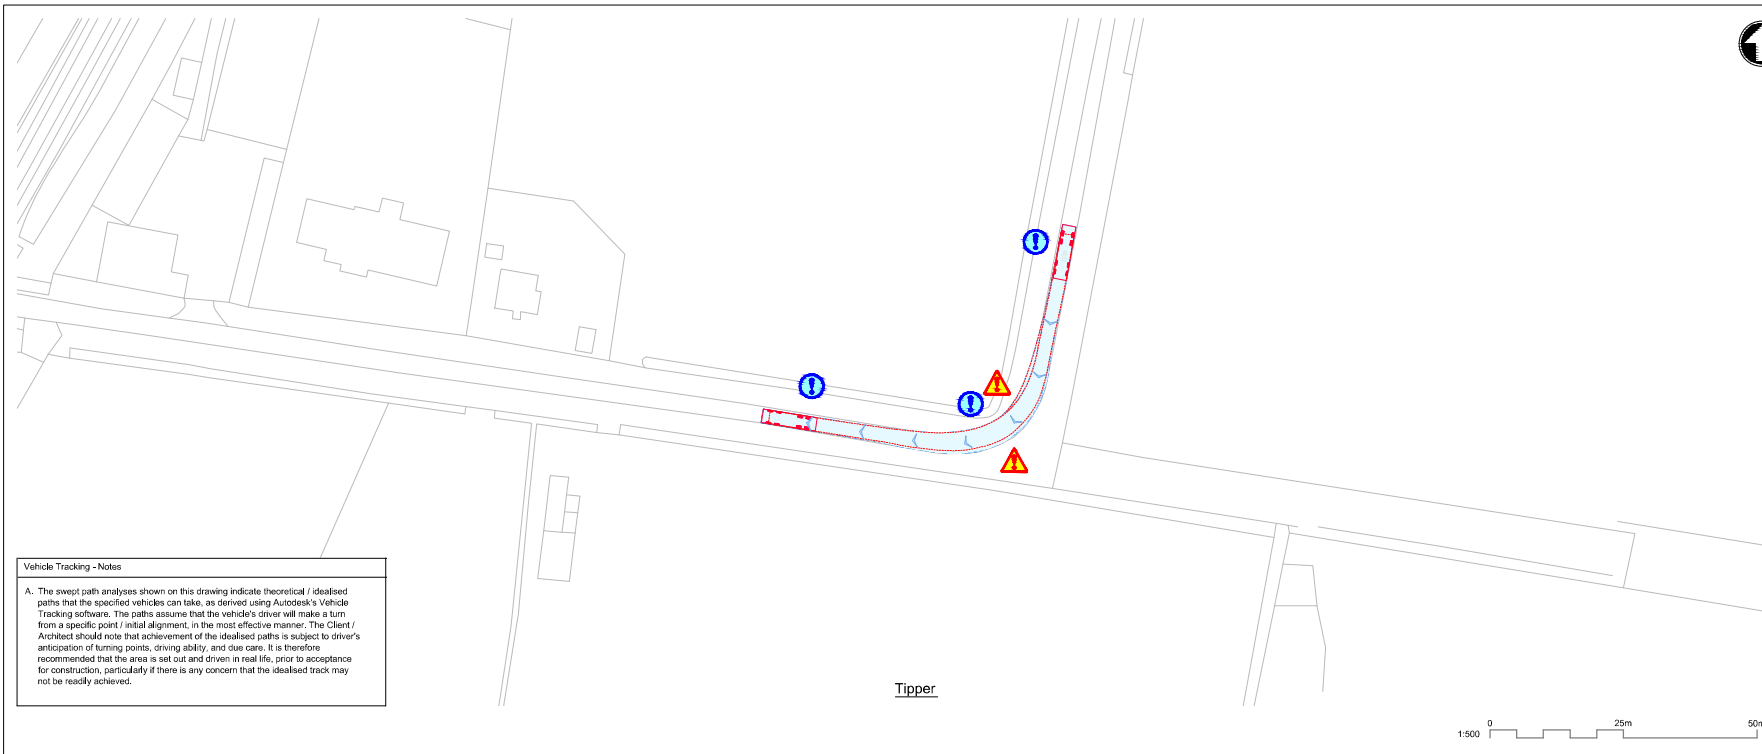 Vehicle Tracking - Notes
A. The swept path analyses shown on this drawing indicate theoretical / idealised
paths that the specified vehicles can take, as derived using Autodesk's Vehicle
Tracking software. The paths assume that the vehicle's driver will make a turn
from a specific point / initial alignment, in the most effective manner. The Client /
Architect should note that achievement of the idealised paths is subject to driver's
anticipation of turning points, driving ability, and due care. It is therefore
recommended that the area is set out and driven in real life, prior to acceptance
for construction, particularly if there is any concern that the idealised track may
not be readily achieved.
Tipper
1:500
0
25m
50m